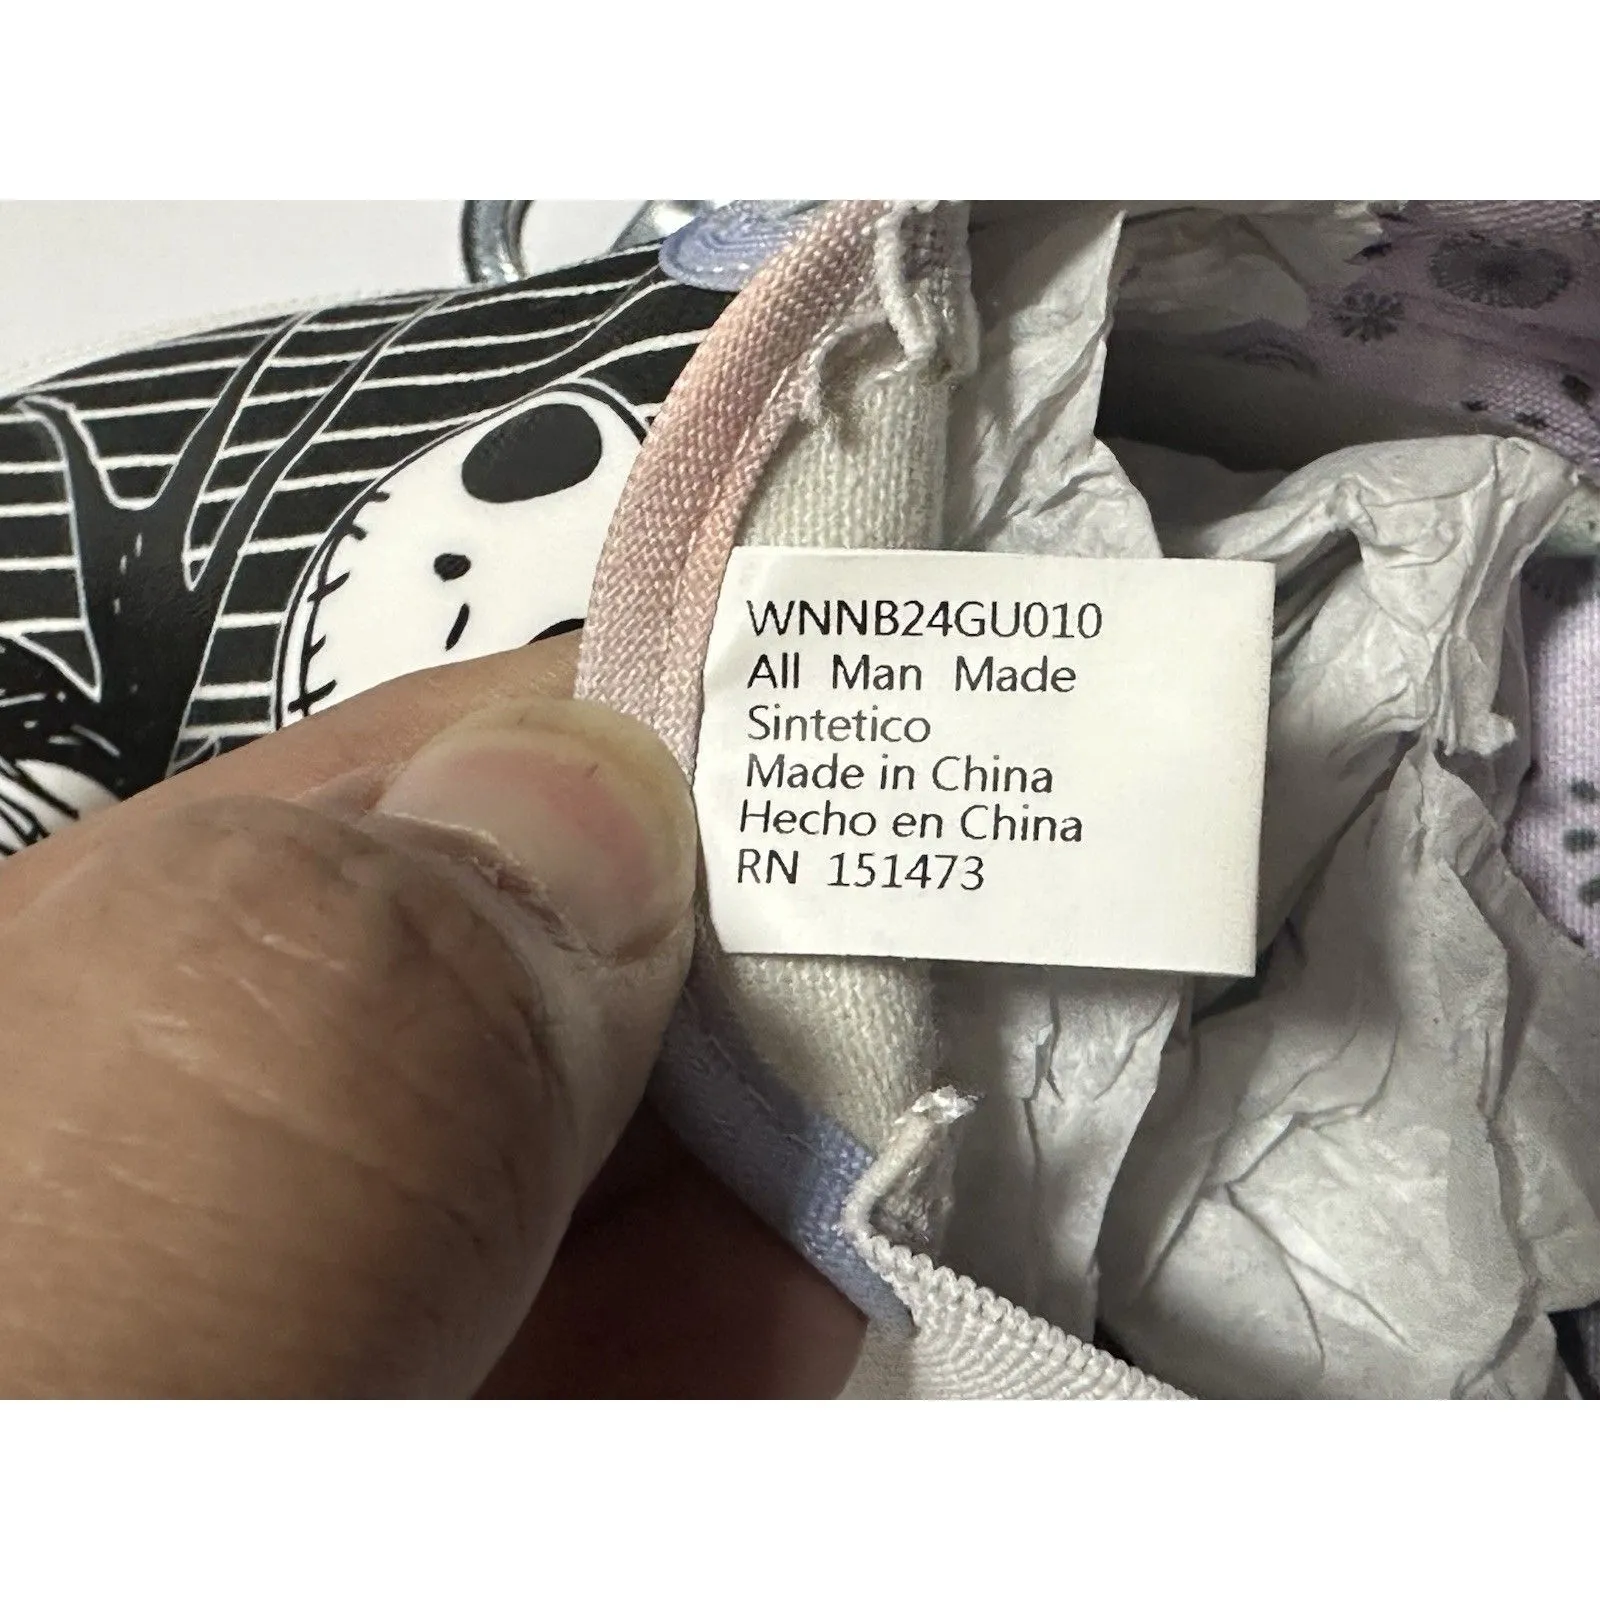 WNNB24GU010
All Man Made
Sintetico
Made in China
Hecho en China
RN 151473